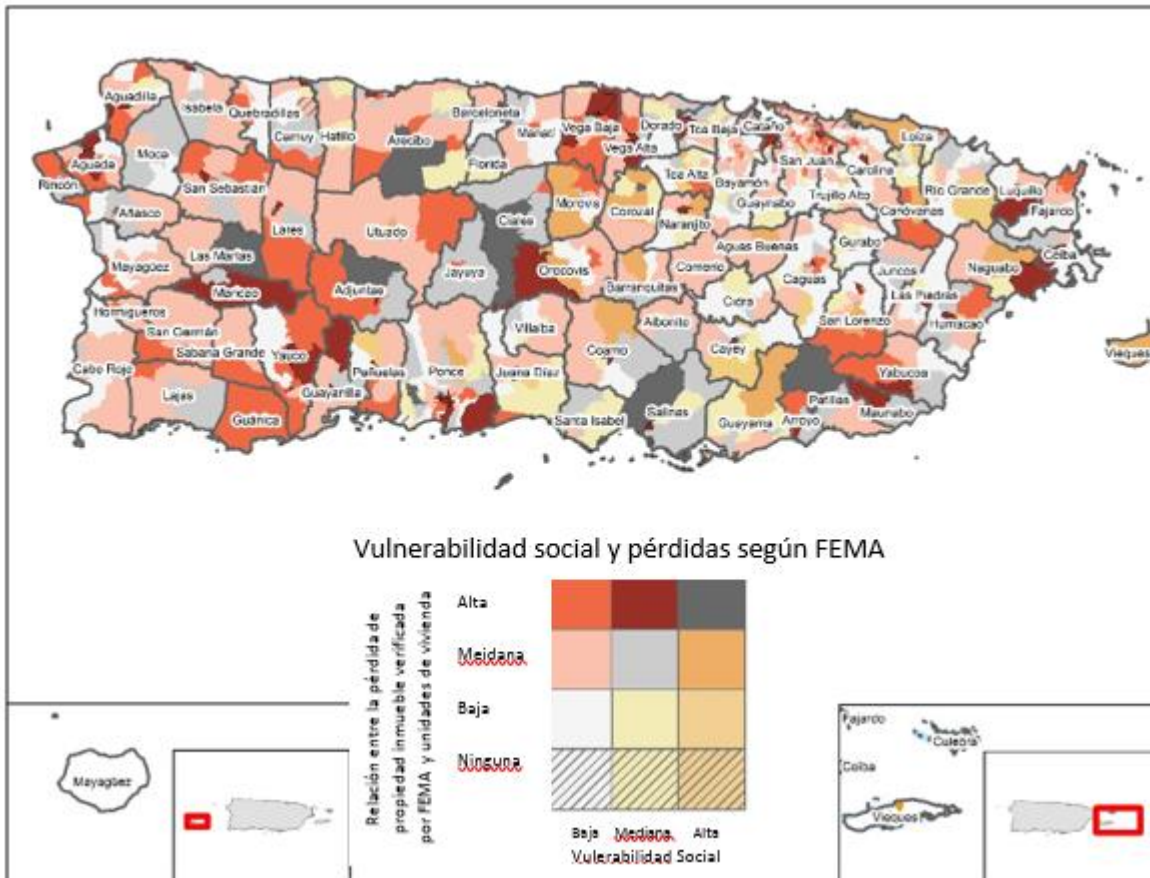 Aguadilla
Isabela
Quebradillas
Camuy
Hatillo
Arecibo
Barceloneta
Manatí
Vega Baja
Vega Alta
Dorado
Toa Baja
Cataño
San Juan
Carolina
Loíza
Aguada
Rincón
Moca
San Sebastián
Florida
Ciales
Morovis
Corozal
Toa Alta
Bayamón
Guaynabo
Trujillo Alto
Canóvanas
Río Grande
Luquillo
Fajardo
Añasco
Lares
Utuado
Naranjito
Las Marías
Mayagüez
Maricao
Adjuntas
Jayuya
Orocovis
Barranquitas
Comerío
Aguas Buenas
Caguas
Gurabo
Juncos
Naguabo
Ceiba
Las Piedras
Hormigueros
San Germán
Sabana Grande
Yauco
Villalba
Aibonito
Cidra
San Lorenzo
Humacao
Cabo Rojo
Lajas
Guánica
Guayanilla
Peñuelas
Ponce
Juana Díaz
Coamo
Cayey
Yabucoa
Vieques
Santa Isabel
Salinas
Guayama
Arroyo
Patillas
Maunabo
Vulnerabilidad social y pérdidas según FEMA
Relación entre la pérdida de
propiedad inmueble verificada
por FEMA y unidades de vivienda
Alta
Meidana
Baja
Ninguna
Baja Mediana Alta
Vulerabilidad Social
Mayagüez
Fajardo
Culebra
Ceiba
Vieques